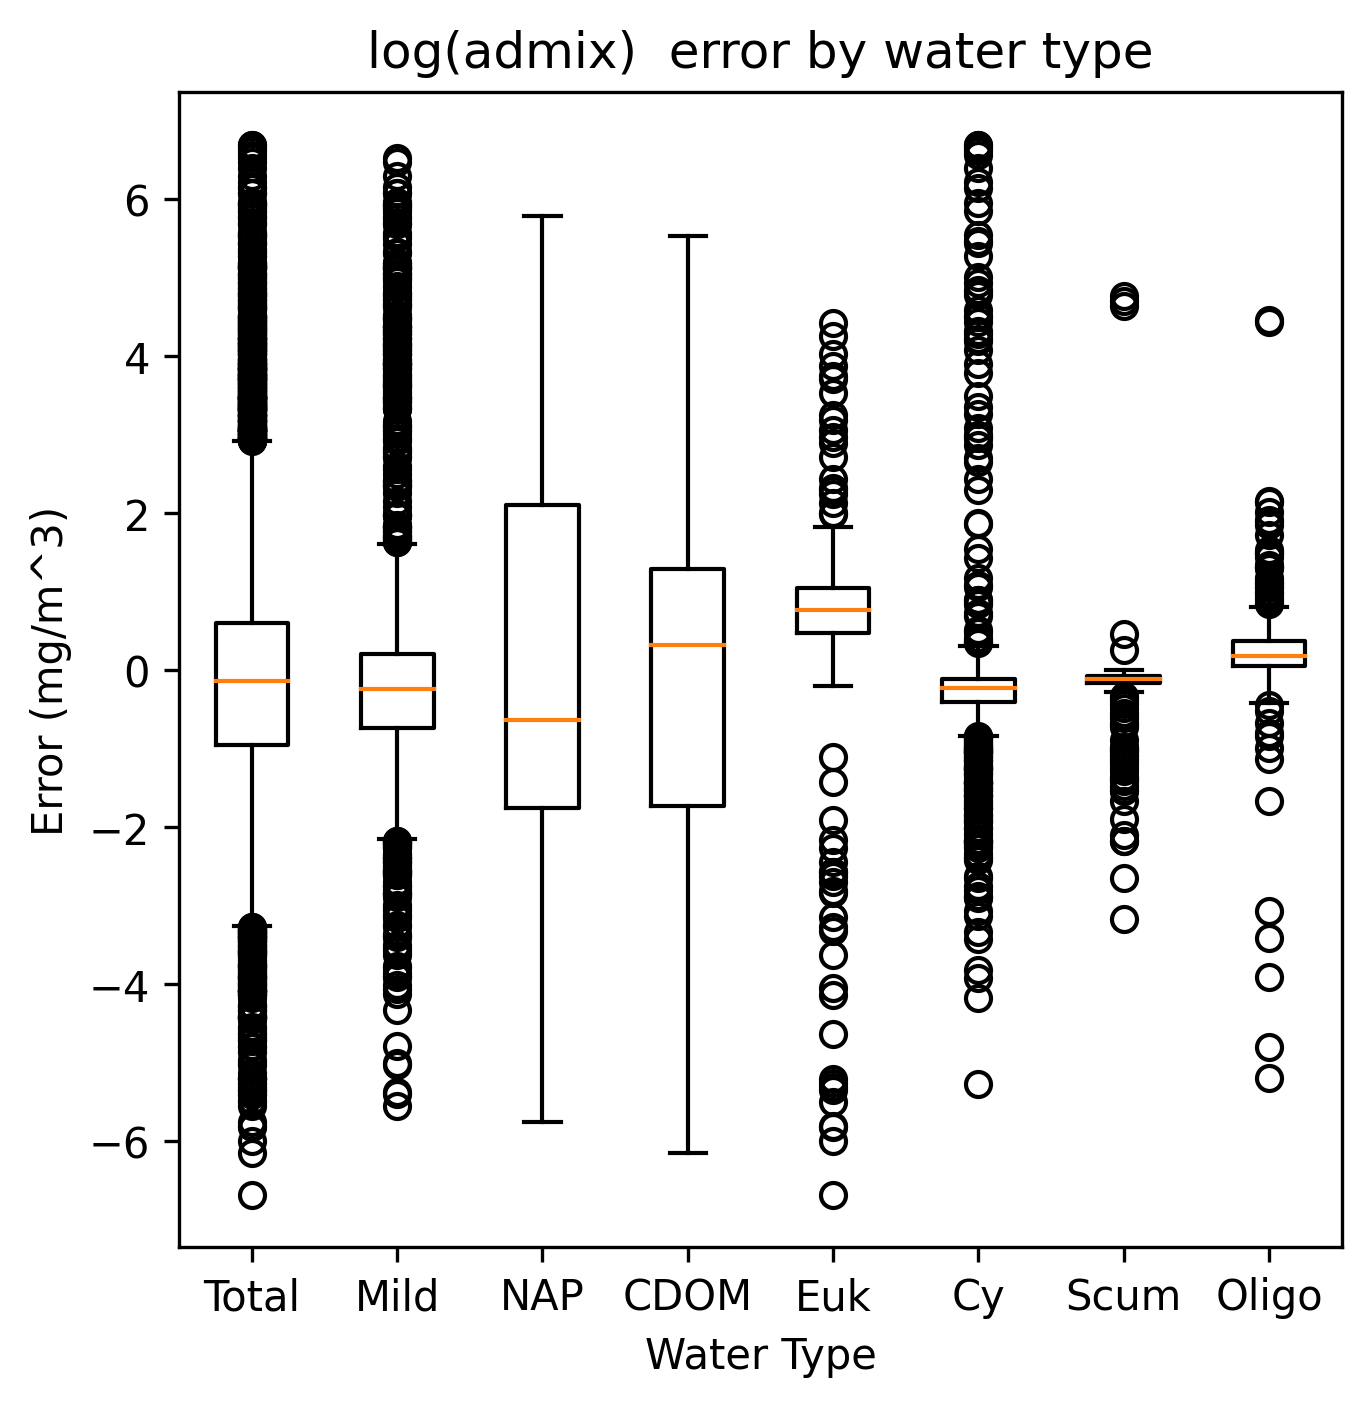 log(admix)  error by water type
6
4
2
0
−2
−4
−6
Error (mg/m^3)
Total Mild NAP CDOM Euk Cy Scum Oligo
Water Type